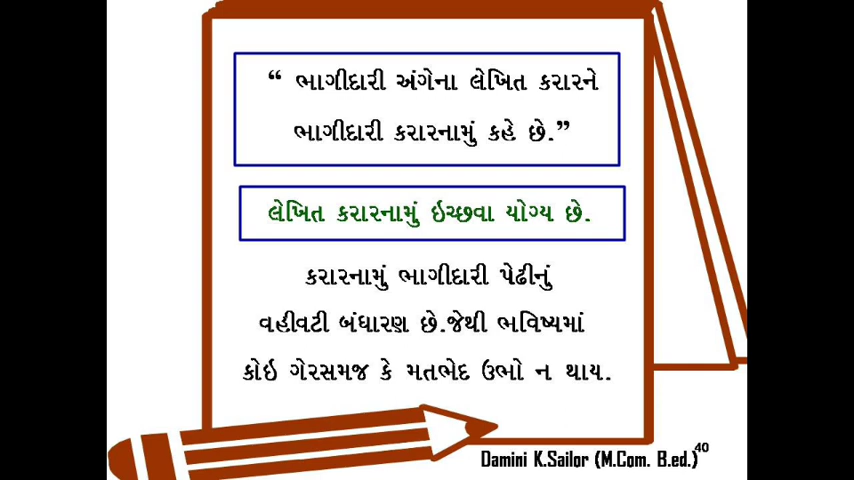 “ ભાગીદારી અંગેના લેખિત કરારને
ભાગીદારી કરારનામું કહે છે.”
લેખિત કરારનામું ઇચ્છવા યોગ્ય છે.
કરારનામું ભાગીદારી પેઢીનું
વહીવટી બંધારણ છે.જેથી ભવિષ્યમાં
કોઇ ગેરસમજ કે મતભેદ ઉભો ન થાય.
Damini K.Sailor (M.Com. B.ed.) 40